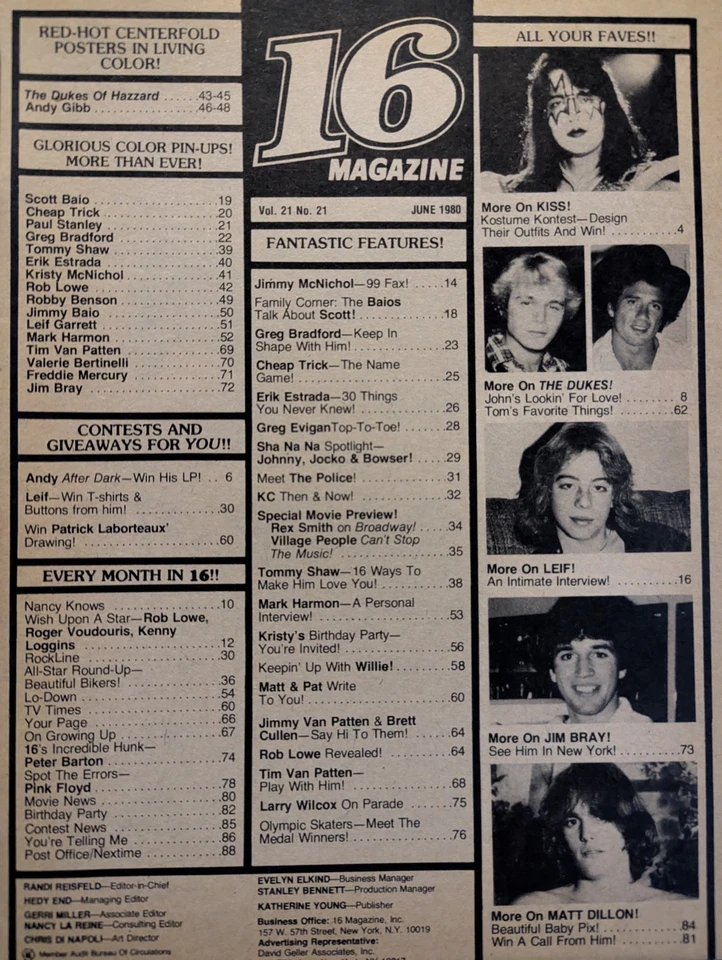 RED-HOT CENTERFOLD
POSTERS IN LIVING
COLOR!
The Dukes Of Hazzard ......43-45
Andy Gibb ..................46-48
GLORIOUS COLOR PIN-UPS!
MORE THAN EVER!
Scott Baio ..................19
Cheap Trick ..................20
Paul Stanley ..................21
Greg Bradford ..................22
Tommy Shaw ..................39
Erik Estrada ..................40
Kristy McNichol ..................41
Rob Lowe ..................42
Robby Benson ..................49
Jimmy Baio ..................50
Leif Garrett ..................51
Mark Harmon ..................52
Tim Van Patten ..................69
Valerie Bertinelli ..................70
Freddie Mercury ..................71
Jim Bray ..................72
CONTESTS AND
GIVEAWAYS FOR YOU!!
Andy After Dark—Win His LP! .. 6
Leif—Win T-shirts &
Buttons from him! ............30
Win Patrick Laborteaux'
Drawing! ..................60
EVERY MONTH IN 16!!
Nancy Knows ..................10
Wish Upon A Star—Rob Lowe,
Roger Voudouris, Kenny
Loggins ..................12
RockLine ..................30
All-Star Round-Up—
Beautiful Bikers! ............36
Lo-Down ..................54
TV Times ..................60
Your Page ..................66
On Growing Up ..................67
16's Incredible Hunk—
Peter Barton ..................74
Spot The Errors—
Pink Floyd ..................78
Movie News ..................80
Birthday Party ..................82
Contest News ..................85
You're Telling Me ............86
Post Office/Nextime ............88
16
MAGAZINE
Vol. 21 No. 21 JUNE 1980
FANTASTIC FEATURES!
Jimmy McNichol—99 Fax! ......14
Family Corner: The Baios
Talk About Scott! ............18
Greg Bradford—Keep In
Shape With Him! ............23
Cheap Trick—The Name
Game! ..................25
Erik Estrada—30 Things
You Never Knew! ............26
Greg EviganTop-To-Toe! ......28
Sha Na Na Spotlight—
Johnny, Jocko & Bowser! .....29
Meet The Police! ............31
KC Then & Now! ............32
Special Movie Preview!
Rex Smith on Broadway! .....34
Village People Can't Stop
The Music! ............35
Tommy Shaw—16 Ways To
Make Him Love You! ........38
Mark Harmon—A Personal
Interview! ..................53
Kristy's Birthday Party—
You're Invited! ............56
Keepin' Up With Willie! ........58
Matt & Pat Write
To You! ..................60
Jimmy Van Patten & Brett
Cullen—Say Hi To Them! .....64
Rob Lowe Revealed! ............64
Tim Van Patten—
Play With Him! ............68
Larry Wilcox On Parade ......75
Olympic Skaters—Meet The
Medal Winners! ............76
ALL YOUR FAVES!!
More On KISS!
Kostume Kontest—Design
Their Outfits And Win! ..........4
More On THE DUKES!
John's Lookin' For Love! ........ 8
Tom's Favorite Things! .........62
More On LEIF!
An Intimate Interview! ..........16
More On JIM BRAY!
See Him In New York! ..........73
More On MATT DILLON!
Beautiful Baby Pix! ............84
Win A Call From Him! ..........81
RANDI REISFELD—Editor-in-Chief
HEDY END—Managing Editor
GERRI MILLER—Associate Editor
NANCY LA REINE—Consulting Editor
CHRIS DI NAPOLI—Art Director
Member Audit Bureau Of Circulations
EVELYN ELKIND—Business Manager
STANLEY BENNETT—Production Manager
KATHERINE YOUNG—Publisher
Business Office: 16 Magazine, Inc.
157 W. 57th Street, New York, N.Y. 10019
Advertising Representative:
David Geller Associates, Inc.